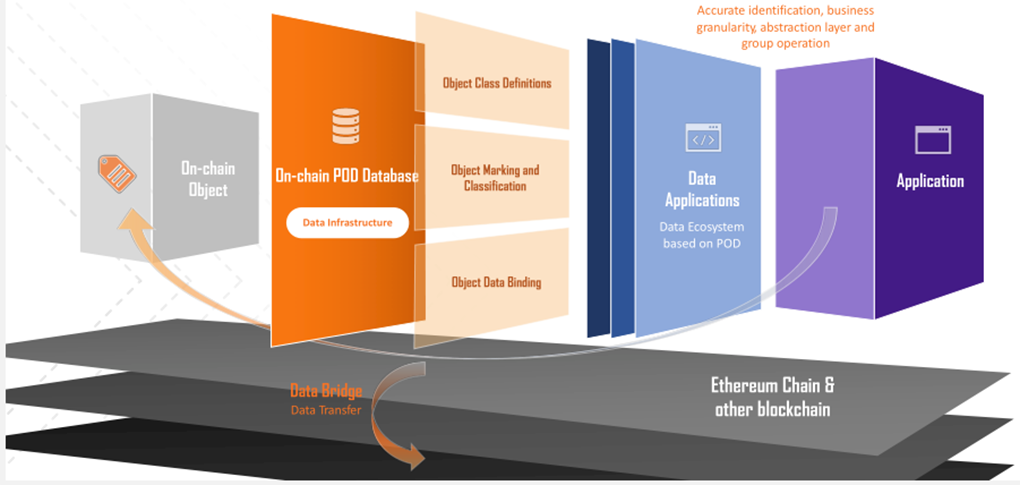 Accurate identification, business
granularity, abstraction layer and
group operation
On-chain
Object
On-chain POD Database
Data Infrastructure
Object Class Definitions
Object Marking and
Classification
Object Data Binding
Data
Applications
Data Ecosystem
based on POD
Application
Data Bridge
Data Transfer
Ethereum Chain &
other blockchain